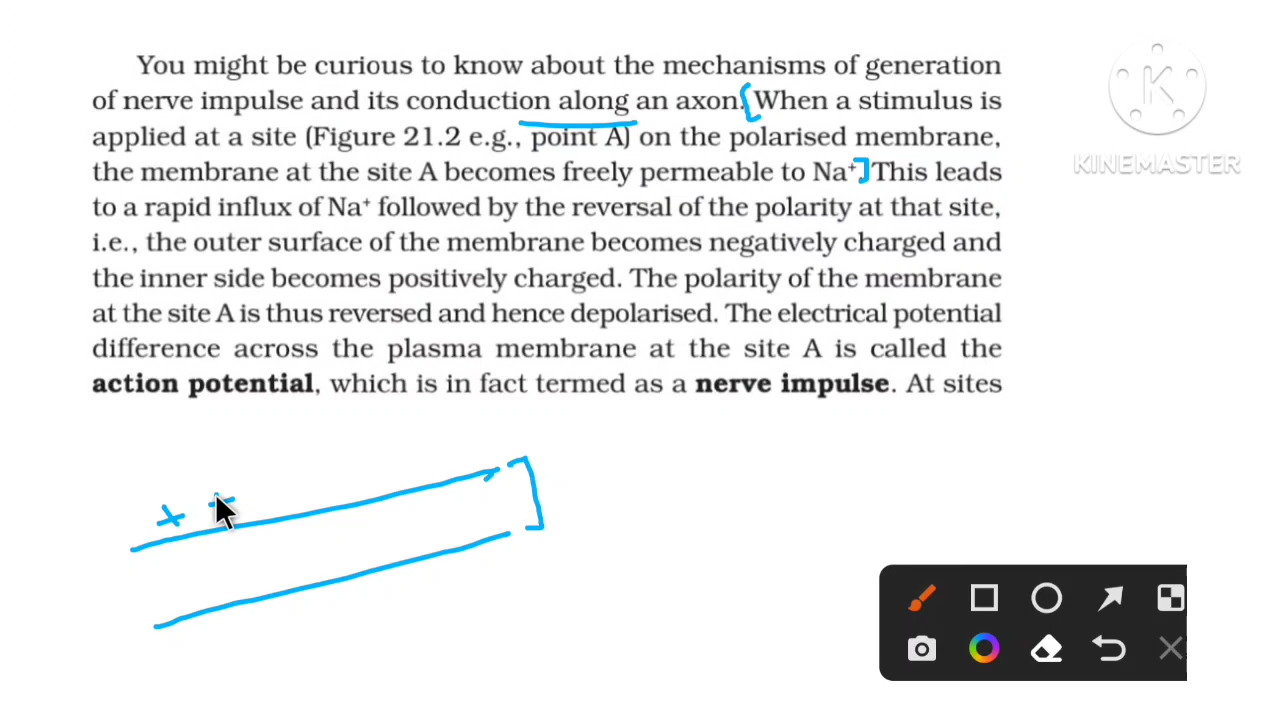 You might be curious to know about the mechanisms of generation
of nerve impulse and its conduction along an axon. When a stimulus is
applied at a site (Figure 21.2 e.g., point A) on the polarised membrane,
the membrane at the site A becomes freely permeable to Na⁺. This leads
to a rapid influx of Na⁺ followed by the reversal of the polarity at that site,
i.e., the outer surface of the membrane becomes negatively charged and
the inner side becomes positively charged. The polarity of the membrane
at the site A is thus reversed and hence depolarised. The electrical potential
difference across the plasma membrane at the site A is called the
action potential, which is in fact termed as a nerve impulse. At sites
K
KINEMASTER
+ +